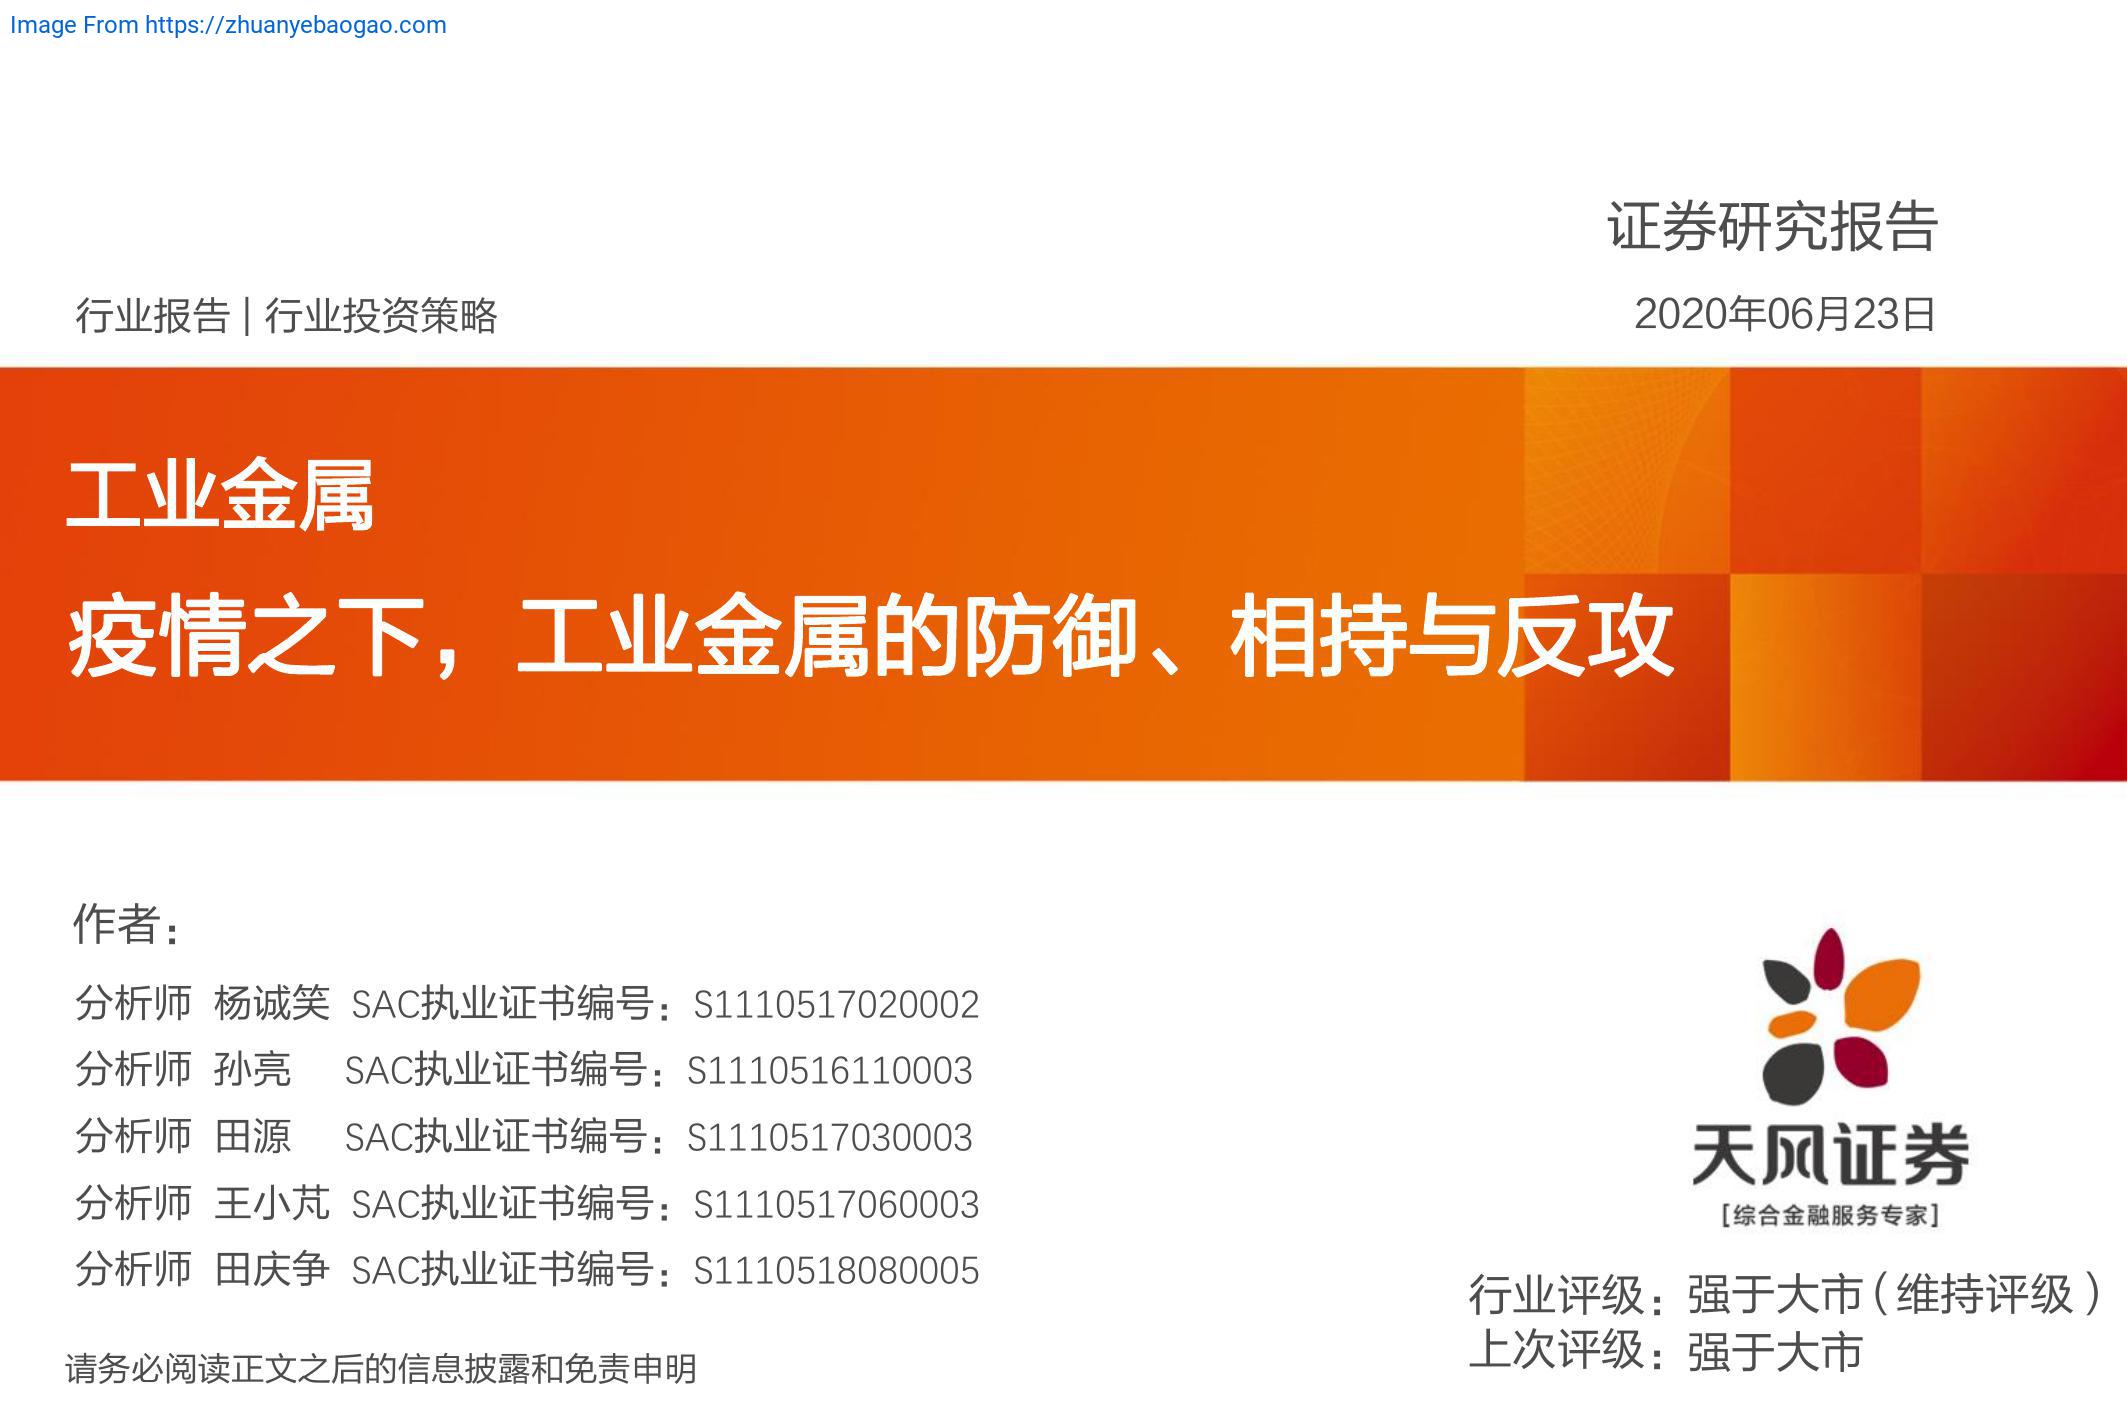 Image From https://zhuanyebaogao.com
证券研究报告
行业报告 | 行业投资策略
2020年06月23日
工业金属
疫情之下，工业金属的防御、相持与反攻
作者：
分析师 杨诚笑 SAC执业证书编号：S1110517020002
分析师 孙亮 SAC执业证书编号：S1110516110003
分析师 田源 SAC执业证书编号：S1110517030003
分析师 王小芃 SAC执业证书编号：S1110517060003
分析师 田庆争 SAC执业证书编号：S1110518080005
天风证券
[综合金融服务专家]
行业评级：强于大市（维持评级）
上次评级：强于大市
请务必阅读正文之后的信息披露和免责申明